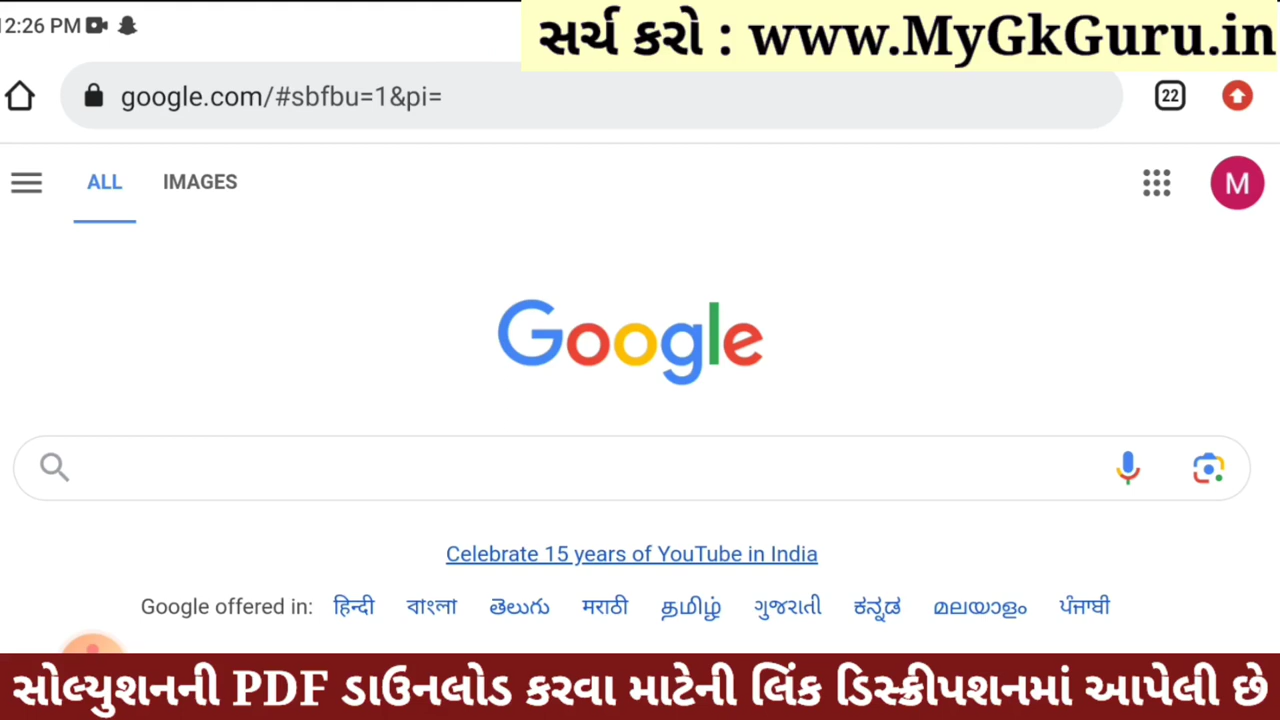 12:26 PM
સર્ચ કરો : www.MyGkGuru.in
google.com/#sbfbu=1&pi=
22
ALL IMAGES
M
Google
Celebrate 15 years of YouTube in India
Google offered in: हिन्दी বাংলা తెలుగు मराठी தமிழ் ગુજરાતી ಕನ್ನಡ മലയാളം ਪੰਜਾਬੀ
સોલ્યુશનની PDF ડાઉનલોડ કરવા માટેની લિંક ડિસ્ક્રીપશનમાં આપેલી છે